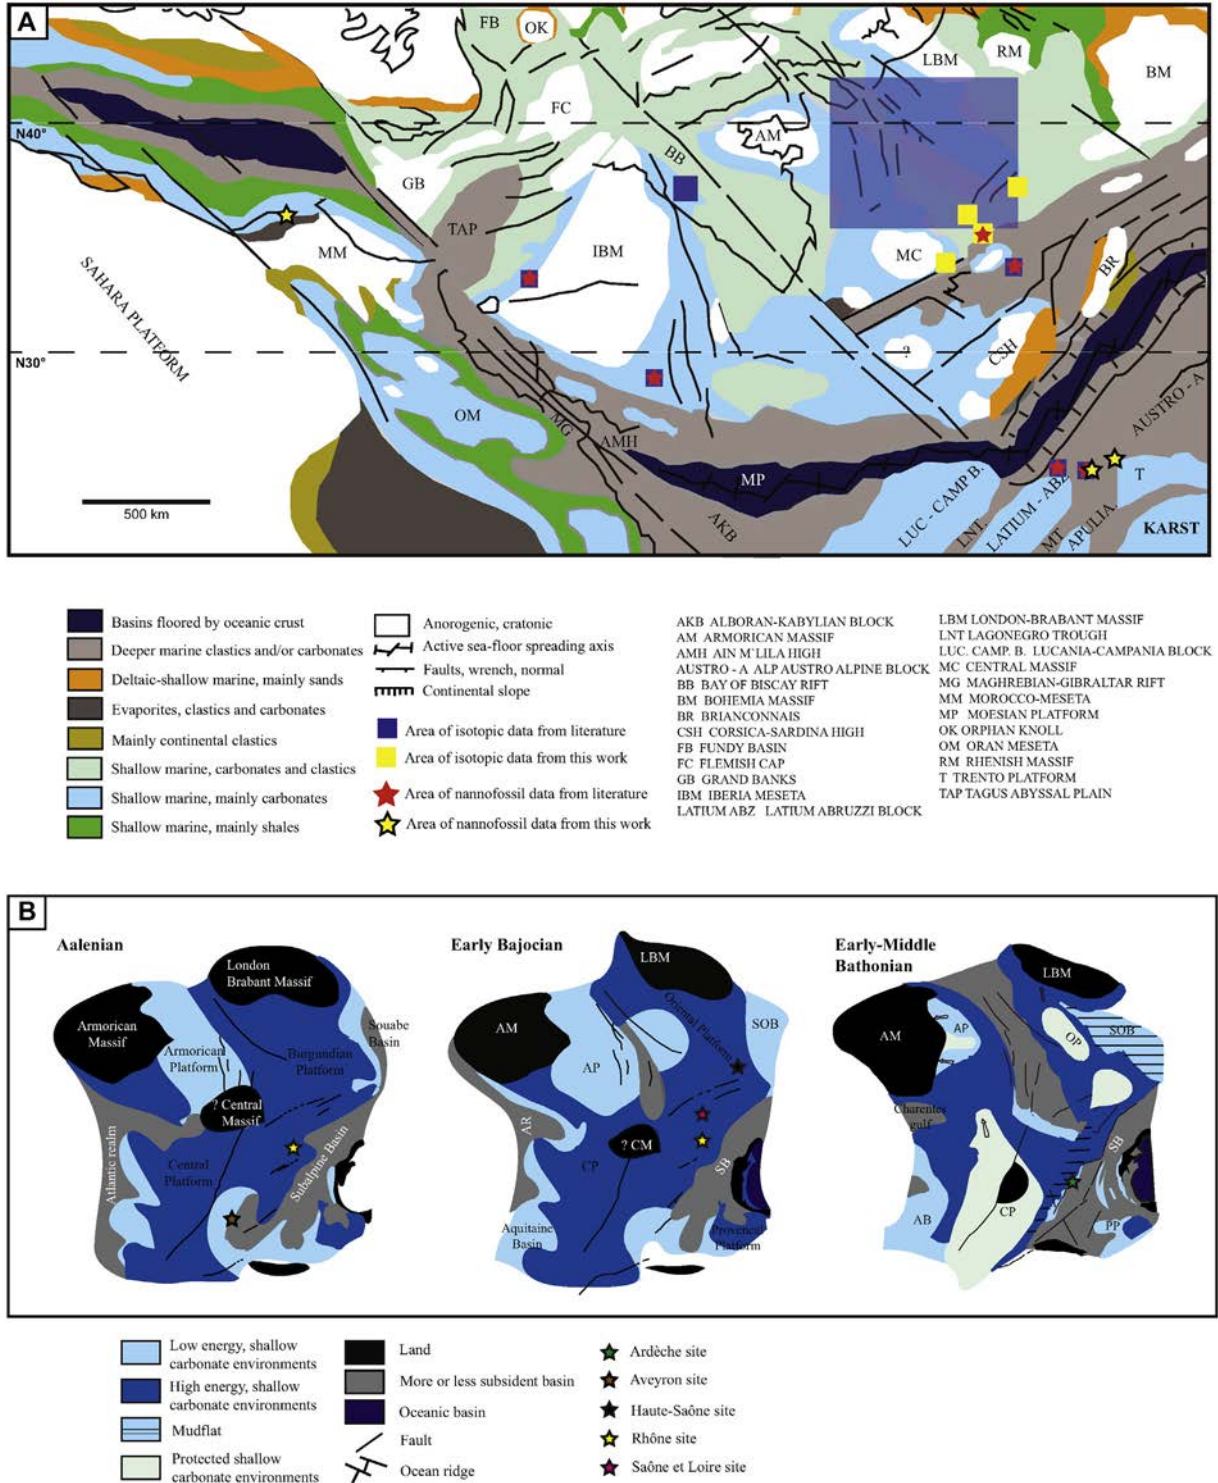 A
FB
OK
LBM
RM
BM
FC
N40°
AM
BB
GB
TAP
IBM
MC
BR
MM
SAHARA PLATFORM
N30°
?
CSH
OM
MG
AMH
AUSTRO - A
MP
500 km
AKB
LUC - CAMP B.
LNT.
LATIUM - ABZ
MT
APULIA.
T
KARST
Basins floored by oceanic crust
Deeper marine clastics and/or carbonates
Deltaic-shallow marine, mainly sands
Evaporites, clastics and carbonates
Mainly continental clastics
Shallow marine, carbonates and clastics
Shallow marine, mainly carbonates
Shallow marine, mainly shales
Anorogenic, cratonic
Active sea-floor spreading axis
Faults, wrench, normal
Continental slope
Area of isotopic data from literature
Area of isotopic data from this work
Area of nannofossil data from literature
Area of nannofossil data from this work
AKB ALBORAN-KABYLIAN BLOCK
AM ARMORICAN MASSIF
AMH AIN M`LILA HIGH
AUSTRO - A ALP AUSTRO ALPINE BLOCK
BB BAY OF BISCAY RIFT
BM BOHEMIA MASSIF
BR BRIANCONNAIS
CSH CORSICA-SARDINA HIGH
FB FUNDY BASIN
FC FLEMISH CAP
GB GRAND BANKS
IBM IBERIA MESETA
LATIUM ABZ LATIUM ABRUZZI BLOCK
LBM LONDON-BRABANT MASSIF
LNT LAGONEGRO TROUGH
LUC. CAMP. B. LUCANIA-CAMPANIA BLOCK
MC CENTRAL MASSIF
MG MAGHREBIAN-GIBRALTAR RIFT
MM MOROCCO-MESETA
MP MOESIAN PLATFORM
OK ORPHAN KNOLL
OM ORAN MESETA
RM RHENISH MASSIF
T TRENTO PLATFORM
TAP TAGUS ABYSSAL PLAIN
B
Aalenian
London
Brabant Massif
Armorican
Massif
Souabe
Basin
Armorican
Platform
Burgundian
Platform
? Central
Massif
Atlantic realm
Central
Platform
Subalpine Basin
Early Bajocian
LBM
AM
Oriental Platform
SOB
AP
AR
? CM
CP
SB
Aquitaine
Basin
Provencal
Platform
Early-Middle
Bathonian
LBM
AM
AP
OP
SOB
Charentes
gulf
SB
AB
CP
PP
Low energy, shallow
carbonate environments
High energy, shallow
carbonate environments
Mudflat
Protected shallow
carbonate environments
Land
More or less subsident basin
Oceanic basin
Fault
Ocean ridge
Ardèche site
Aveyron site
Haute-Saône site
Rhône site
Saône et Loire site